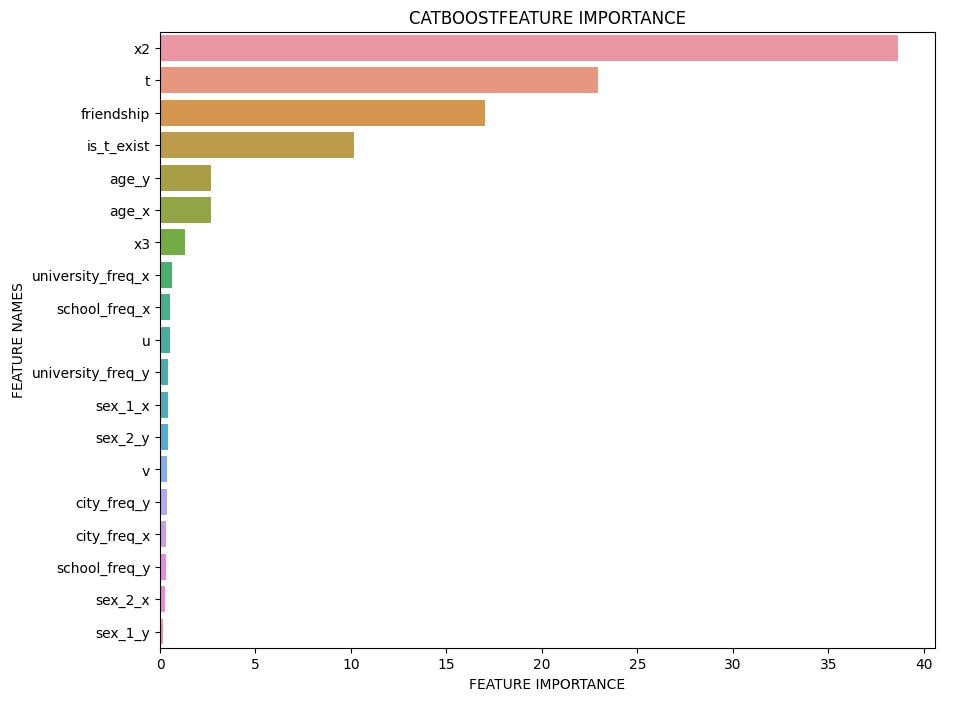 CATBOOSTFEATURE IMPORTANCE
x2
t
friendship
is_t_exist
age_y
age_x
x3
university_freq_x
school_freq_x
u
university_freq_y
sex_1_x
sex_2_y
v
city_freq_y
city_freq_x
school_freq_y
sex_2_x
sex_1_y
FEATURE NAMES
0 5 10 15 20 25 30 35 40
FEATURE IMPORTANCE